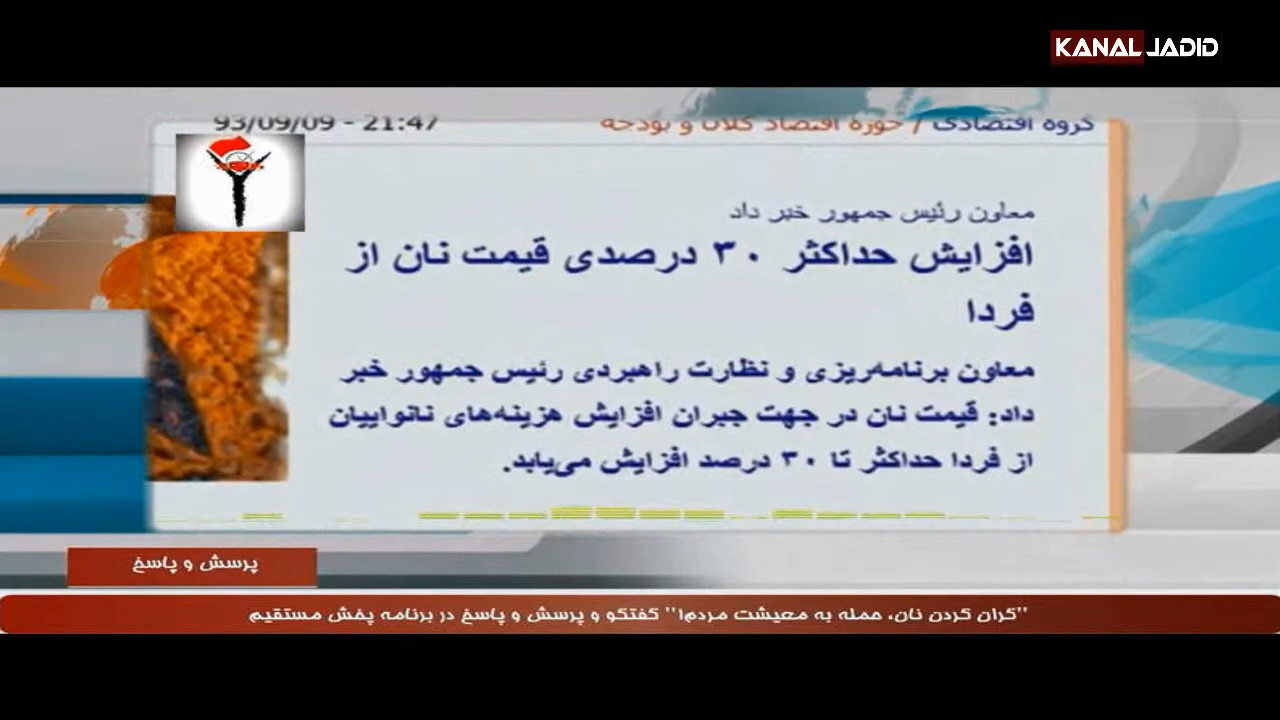 KANAL JADID
گروه اقتصادی / حوزه اقتصاد کلان و بودجه
93/09/09 - 21:47
معاون رئیس جمهور خبر داد
افزایش حداکثر ۳۰ درصدی قیمت نان از
فردا
معاون برنامه‌ریزی و نظارت راهبردی رئیس جمهور خبر
داد: قیمت نان در جهت جبران افزایش هزینه‌های نانواییان
از فردا حداکثر تا ۳۰ درصد افزایش می‌یابد.
پرسش و پاسخ
"گران کردن نان، حمله به معیشت مردم!" گفتگو و پرسش و پاسخ در برنامه پخش مستقیم